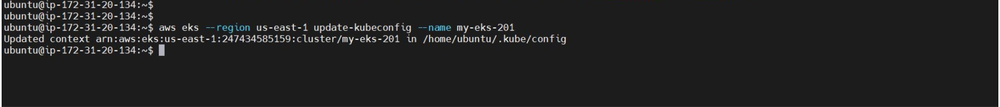 ubuntu@ip-172-31-20-134:~$
ubuntu@ip-172-31-20-134:~$
ubuntu@ip-172-31-20-134:~$ aws eks --region us-east-1 update-kubeconfig --name my-eks-201
Updated context arn:aws:eks:us-east-1:247434585159:cluster/my-eks-201 in /home/ubuntu/.kube/config
ubuntu@ip-172-31-20-134:~$